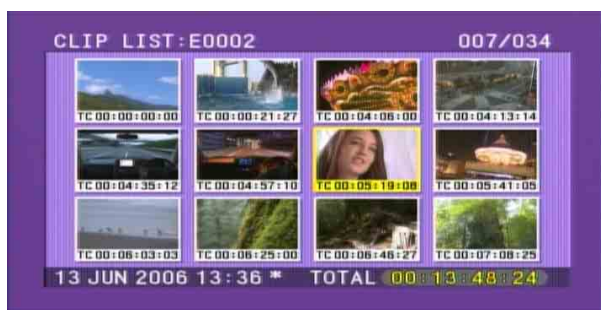 CLIP LIST:E0002 007/034
TC 00:00:00:00 TC 00:00:21:27 TC 00:04:06:00 TC 00:04:13:14
TC 00:04:35:12 TC 00:04:57:10 TC 00:05:19:08 TC 00:05:41:05
TC 00:06:03:03 TC 00:06:25:00 TC 00:06:46:27 TC 00:07:08:25
13 JUN 2006 13:36 * TOTAL 00:13:48:24